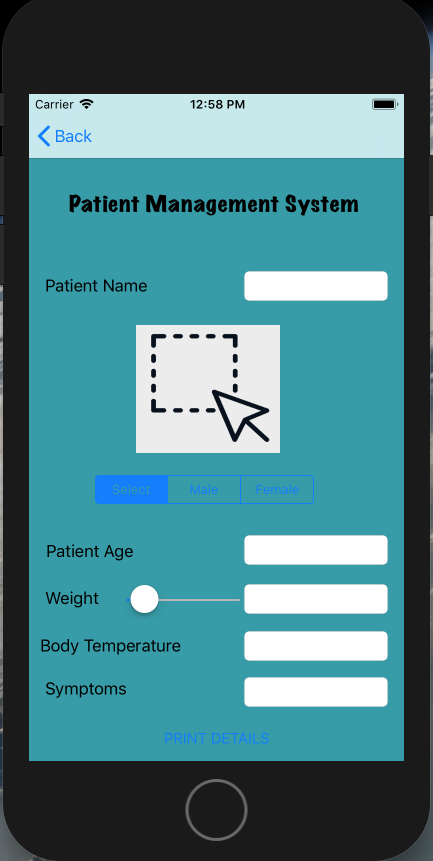 Carrier 12:58 PM
Back
Patient Management System
Patient Name
Select Male Female
Patient Age
Weight
Body Temperature
Symptoms
PRINT DETAILS